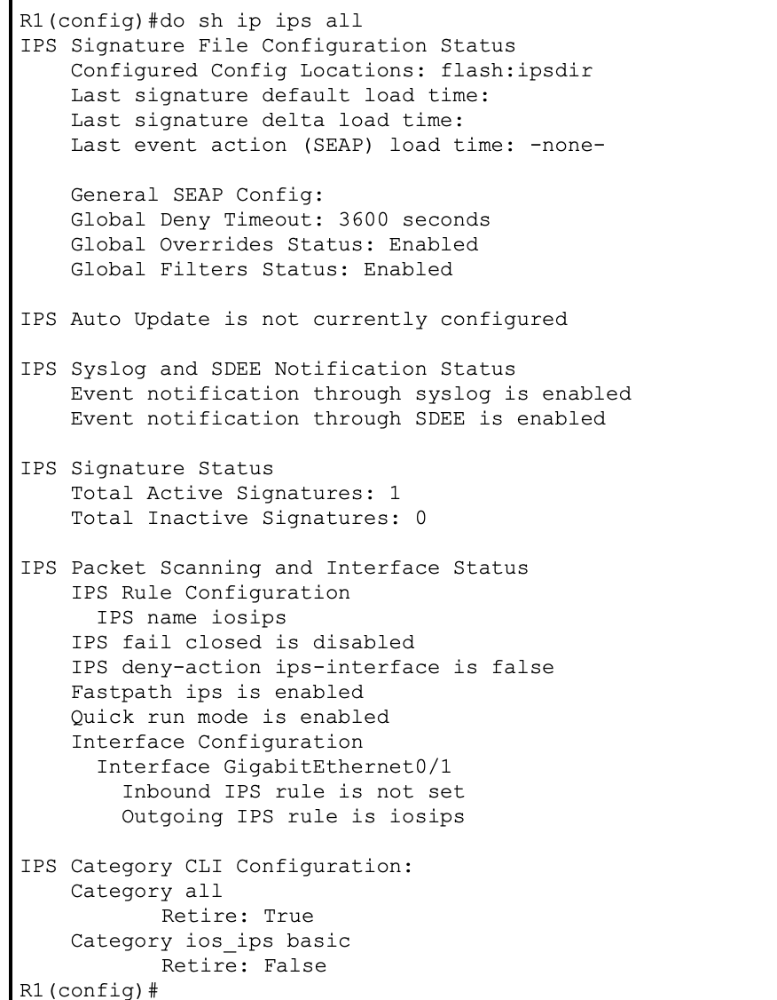 R1(config)#do sh ip ips all
IPS Signature File Configuration Status
    Configured Config Locations: flash:ipsdir
    Last signature default load time:
    Last signature delta load time:
    Last event action (SEAP) load time: -none-

    General SEAP Config:
    Global Deny Timeout: 3600 seconds
    Global Overrides Status: Enabled
    Global Filters Status: Enabled

IPS Auto Update is not currently configured

IPS Syslog and SDEE Notification Status
    Event notification through syslog is enabled
    Event notification through SDEE is enabled

IPS Signature Status
    Total Active Signatures: 1
    Total Inactive Signatures: 0

IPS Packet Scanning and Interface Status
    IPS Rule Configuration
      IPS name iosips
    IPS fail closed is disabled
    IPS deny-action ips-interface is false
    Fastpath ips is enabled
    Quick run mode is enabled
    Interface Configuration
      Interface GigabitEthernet0/1
        Inbound IPS rule is not set
        Outgoing IPS rule is iosips

IPS Category CLI Configuration:
    Category all
           Retire: True
    Category ios_ips basic
           Retire: False
R1(config)#